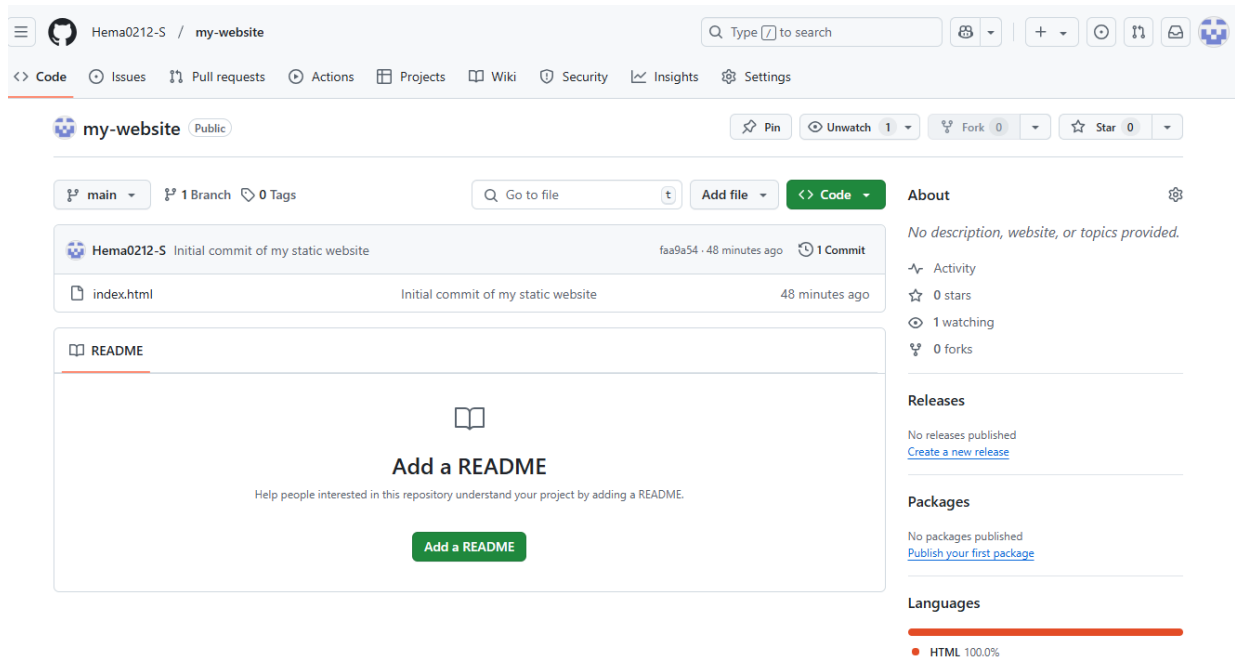 Hema0212-S / my-website
Type / to search
Code Issues Pull requests Actions Projects Wiki Security Insights Settings
my-website Public
Pin Unwatch 1 Fork 0 Star 0
main 1 Branch 0 Tags
Go to file t Add file Code
Hema0212-S Initial commit of my static website faa9a54 · 48 minutes ago 1 Commit
index.html Initial commit of my static website 48 minutes ago
README
Add a README
Help people interested in this repository understand your project by adding a README.
Add a README
About
No description, website, or topics provided.
Activity
0 stars
1 watching
0 forks
Releases
No releases published
Create a new release
Packages
No packages published
Publish your first package
Languages
HTML 100.0%